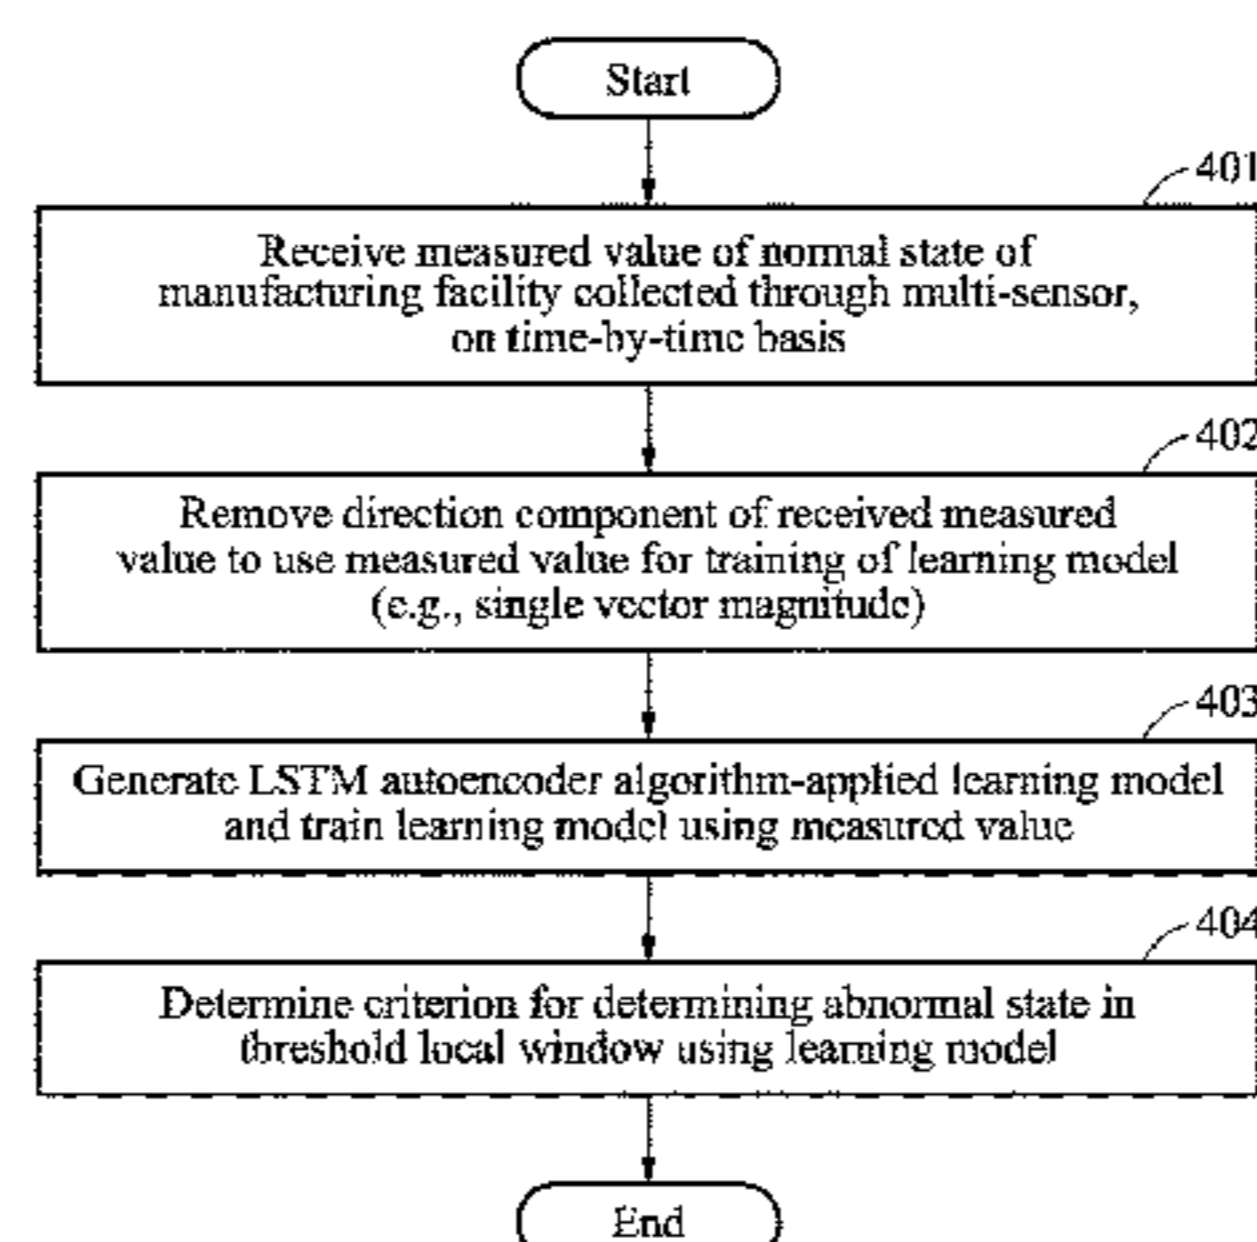 Start
401
Receive measured value of normal state of
manufacturing facility collected through multi-sensor,
on time-by-time basis
402
Remove direction component of received measured
value to use measured value for training of learning model
(e.g., single vector magnitude)
403
Generate LSTM autoencoder algorithm-applied learning model
and train learning model using measured value
404
Determine criterion for determining abnormal state in
threshold local window using learning model
End